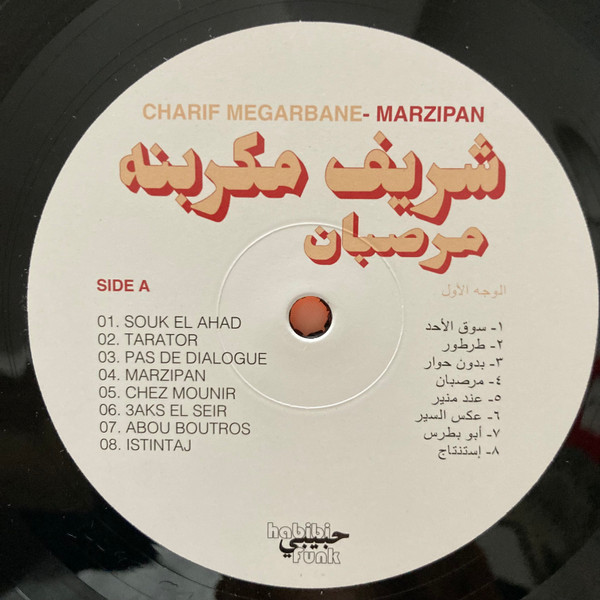 CHARIF MEGARBANE- MARZIPAN
شريف مكربنه
مرصبان
SIDE A
01. SOUK EL AHAD
02. TARATOR
03. PAS DE DIALOGUE
04. MARZIPAN
05. CHEZ MOUNIR
06. 3AKS EL SEIR
07. ABOU BOUTROS
08. ISTINTAJ
الوجه الأول
١- سوق الأحد
٢- طرطور
٣- بدون حوار
٤- مرصبان
٥- عند منير
٦- عكس السير
٧- أبو بطرس
٨- إستنتاج
habibi
حبيبي
funk